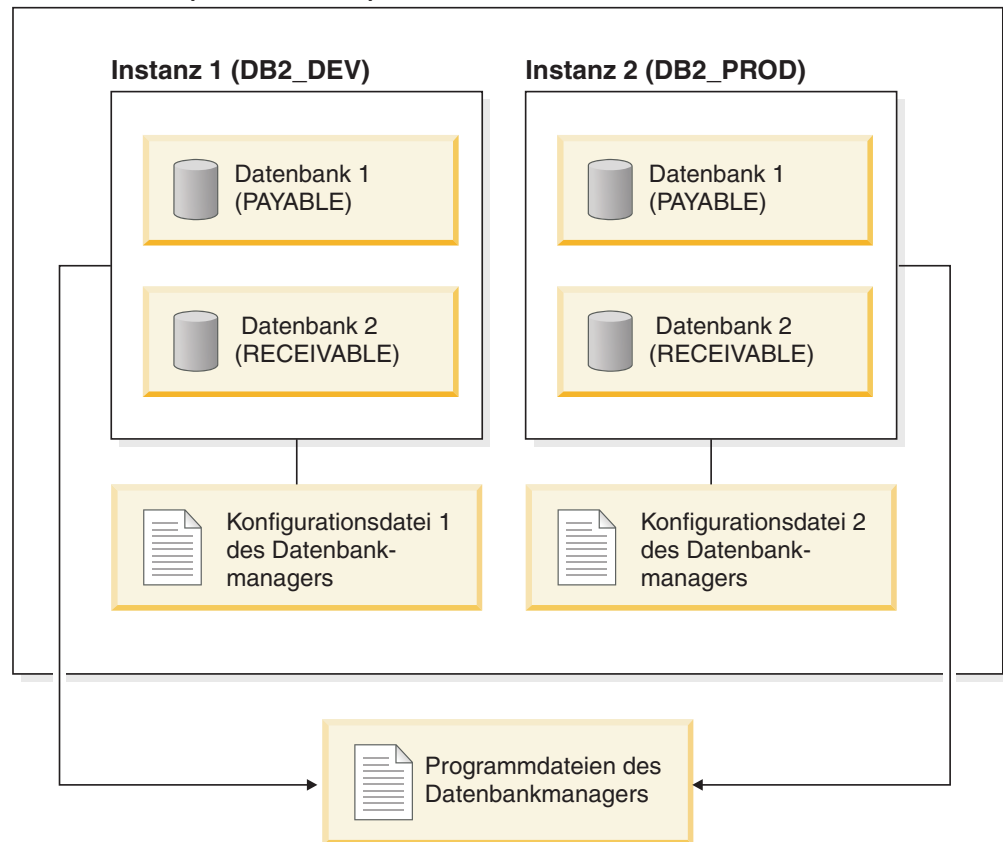 Instanz 1 (DB2_DEV)
Instanz 2 (DB2_PROD)
Datenbank 1
(PAYABLE)
Datenbank 1
(PAYABLE)
Datenbank 2
(RECEIVABLE)
Datenbank 2
(RECEIVABLE)
Konfigurationsdatei 1
des Datenbank-
managers
Konfigurationsdatei 2
des Datenbank-
managers
Programmdateien des
Datenbankmanagers